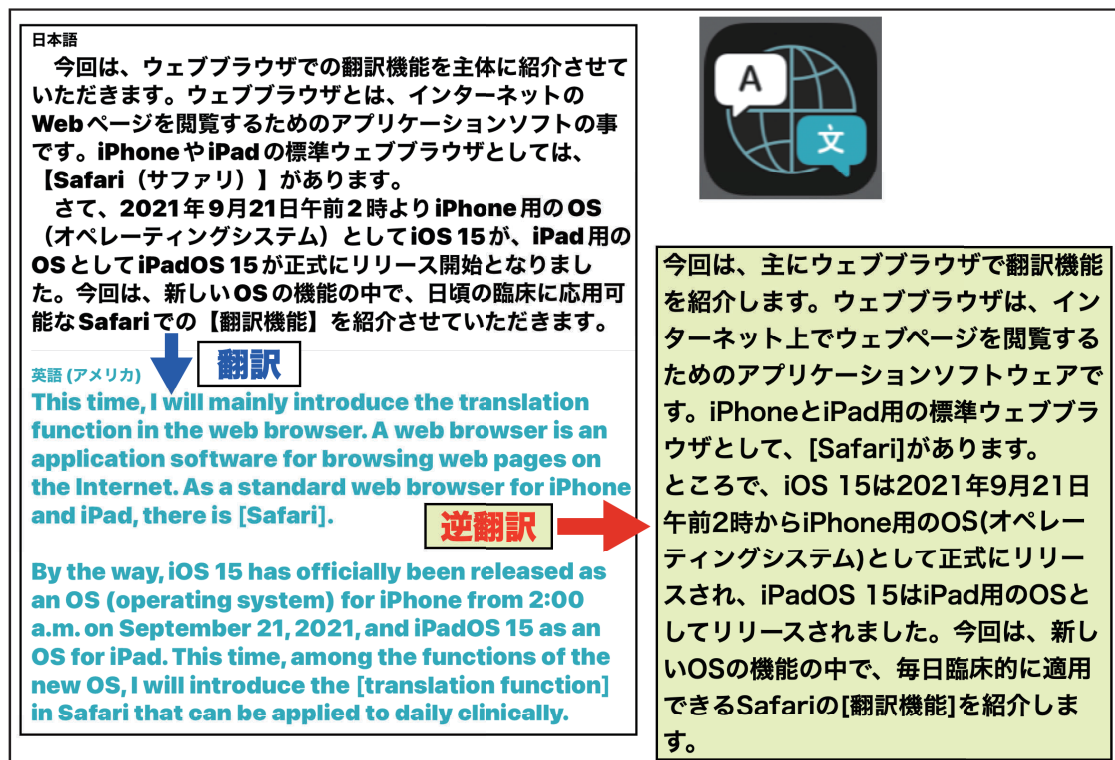 日本語
　今回は、ウェブブラウザでの翻訳機能を主体に紹介させて
いただきます。ウェブブラウザとは、インターネットの
Webページを閲覧するためのアプリケーションソフトの事
です。iPhoneやiPadの標準ウェブブラウザとしては、
【Safari（サファリ）】があります。
　さて、2021年9月21日午前2時よりiPhone用のOS
（オペレーティングシステム）としてiOS 15が、iPad用の
OSとしてiPadOS 15が正式にリリース開始となりまし
た。今回は、新しいOSの機能の中で、日頃の臨床に応用可
能なSafariでの【翻訳機能】を紹介させていただきます。
翻訳
英語 (アメリカ)
This time, I will mainly introduce the translation
function in the web browser. A web browser is an
application software for browsing web pages on
the Internet. As a standard web browser for iPhone
and iPad, there is [Safari].
逆翻訳
By the way, iOS 15 has officially been released as
an OS (operating system) for iPhone from 2:00
a.m. on September 21, 2021, and iPadOS 15 as an
OS for iPad. This time, among the functions of the
new OS, I will introduce the [translation function]
in Safari that can be applied to daily clinically.
A
文
今回は、主にウェブブラウザで翻訳機能
を紹介します。ウェブブラウザは、イン
ターネット上でウェブページを閲覧する
ためのアプリケーションソフトウェアで
す。iPhoneとiPad用の標準ウェブブラ
ウザとして、[Safari]があります。
ところで、iOS 15は2021年9月21日
午前2時からiPhone用のOS(オペレー
ティングシステム)として正式にリリー
スされ、iPadOS 15はiPad用のOSと
してリリースされました。今回は、新し
いOSの機能の中で、毎日臨床的に適用
できるSafariの[翻訳機能]を紹介しま
す。